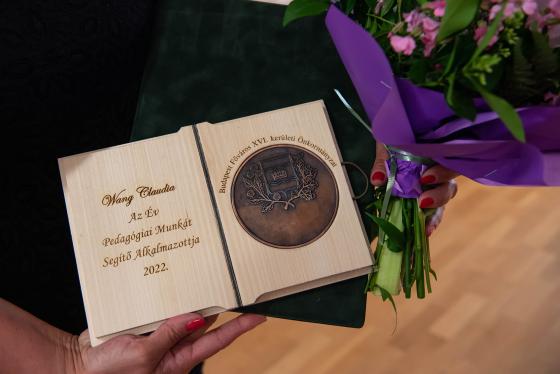 Wang Claudia
Az Év
Pedagógiai Munkát
Segítő Alkalmazottja
2022.
Budapest Főváros XVI. kerületi Önkormányzat